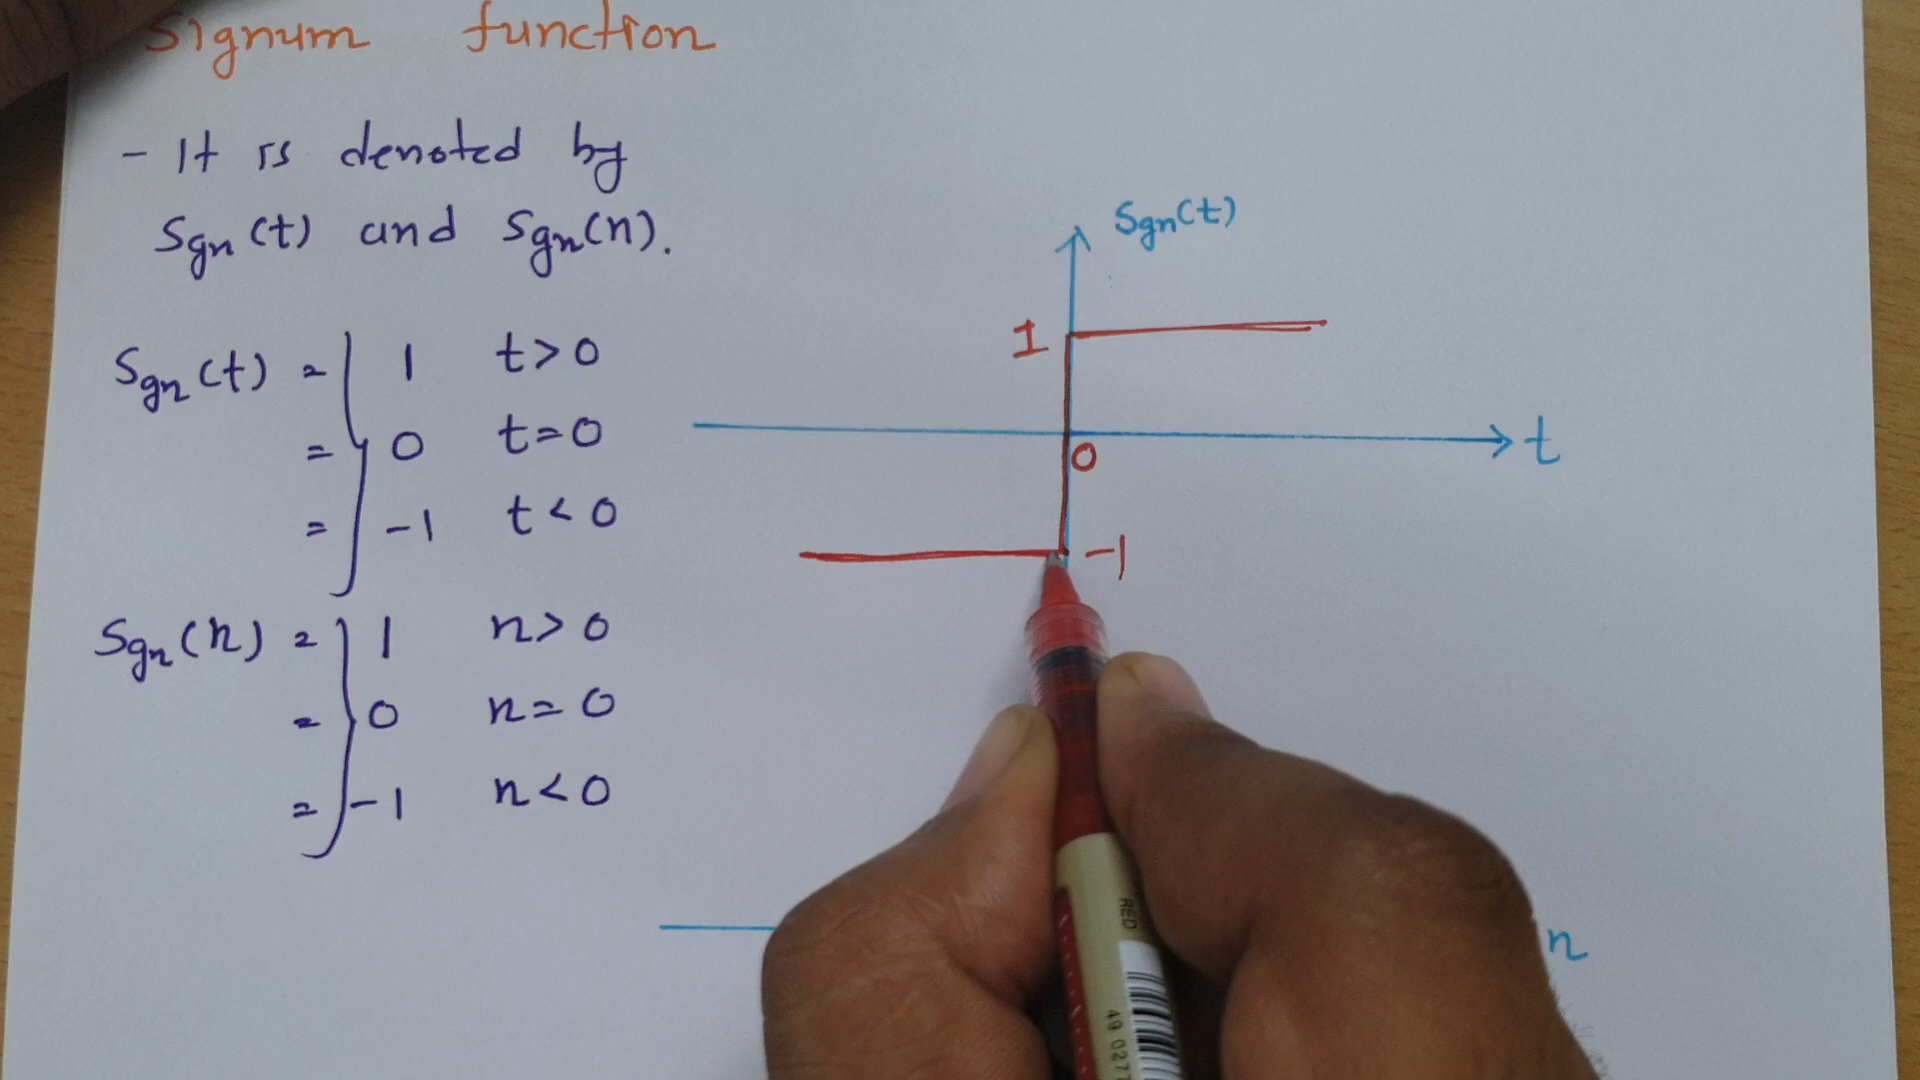 Signum function
- It is denoted by
Sgn(t) and Sgn(n).
Sgn(t) = 1 t>0
= 0 t=0
= -1 t<0
Sgn(n) = 1 n>0
= 0 n=0
= -1 n<0
Sgn(t)
1
t
0
-1
n
RED